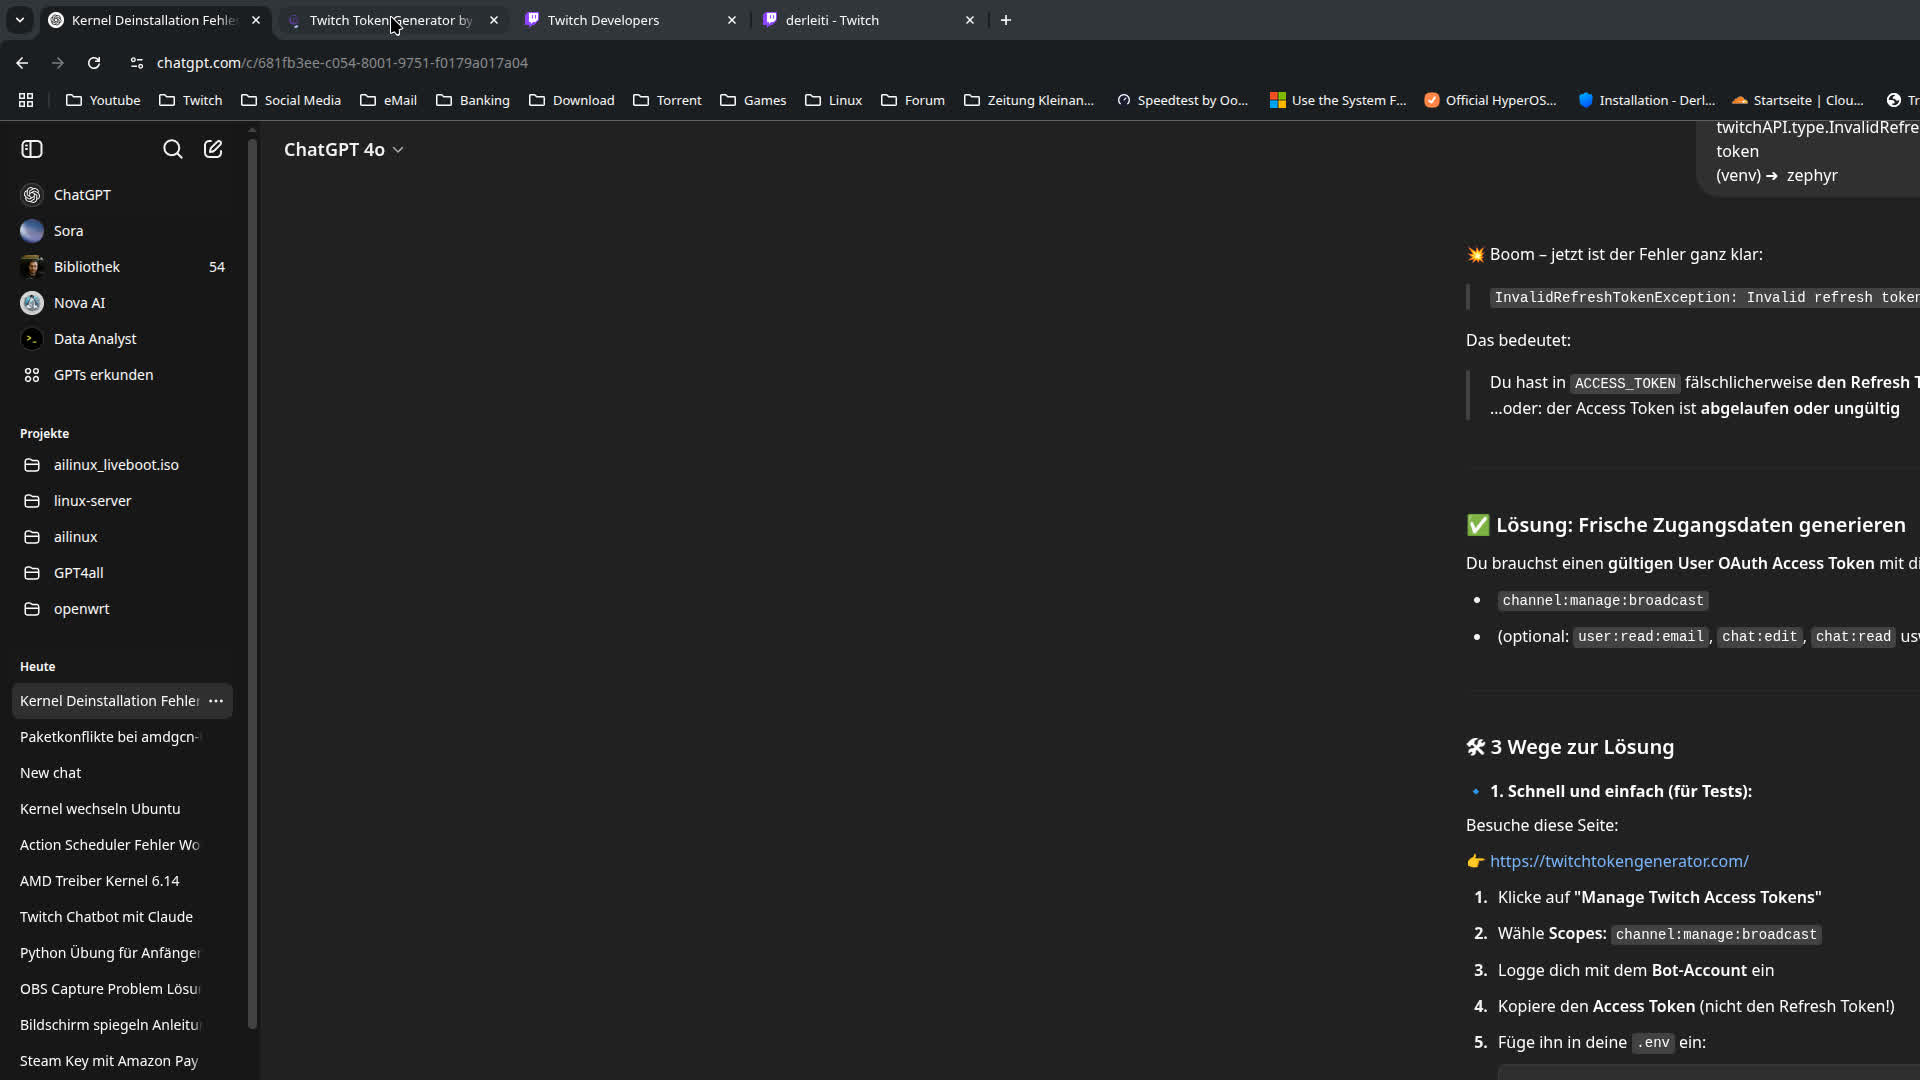 Kernel Deinstallation Fehle
Twitch Token Generator by
Twitch Developers
derleiti - Twitch
chatgpt.com/c/681fb3ee-c054-8001-9751-f0179a017a04
Youtube
Twitch
Social Media
eMail
Banking
Download
Torrent
Games
Linux
Forum
Zeitung Kleinan...
Speedtest by Oo...
Use the System F...
Official HyperOS...
Installation - Derl...
Startseite | Clou...
Tr
ChatGPT
Sora
Bibliothek 54
Nova AI
Data Analyst
GPTs erkunden
Projekte
ailinux_liveboot.iso
linux-server
ailinux
GPT4all
openwrt
Heute
Kernel Deinstallation Fehler
Paketkonflikte bei amdgcn-
New chat
Kernel wechseln Ubuntu
Action Scheduler Fehler Wo
AMD Treiber Kernel 6.14
Twitch Chatbot mit Claude
Python Übung für Anfänger
OBS Capture Problem Lösu
Bildschirm spiegeln Anleitu
Steam Key mit Amazon Pay
ChatGPT 4o
twitchAPI.type.InvalidRefre
token
(venv) ➜ zephyr
💥 Boom – jetzt ist der Fehler ganz klar:
InvalidRefreshTokenException: Invalid refresh token
Das bedeutet:
Du hast in ACCESS_TOKEN fälschlicherweise den Refresh T
…oder: der Access Token ist abgelaufen oder ungültig
✅ Lösung: Frische Zugangsdaten generieren
Du brauchst einen gültigen User OAuth Access Token mit di
• channel:manage:broadcast
• (optional: user:read:email, chat:edit, chat:read usw
🛠 3 Wege zur Lösung
🔹 1. Schnell und einfach (für Tests):
Besuche diese Seite:
👉 https://twitchtokengenerator.com/
1. Klicke auf "Manage Twitch Access Tokens"
2. Wähle Scopes: channel:manage:broadcast
3. Logge dich mit dem Bot-Account ein
4. Kopiere den Access Token (nicht den Refresh Token!)
5. Füge ihn in deine .env ein: